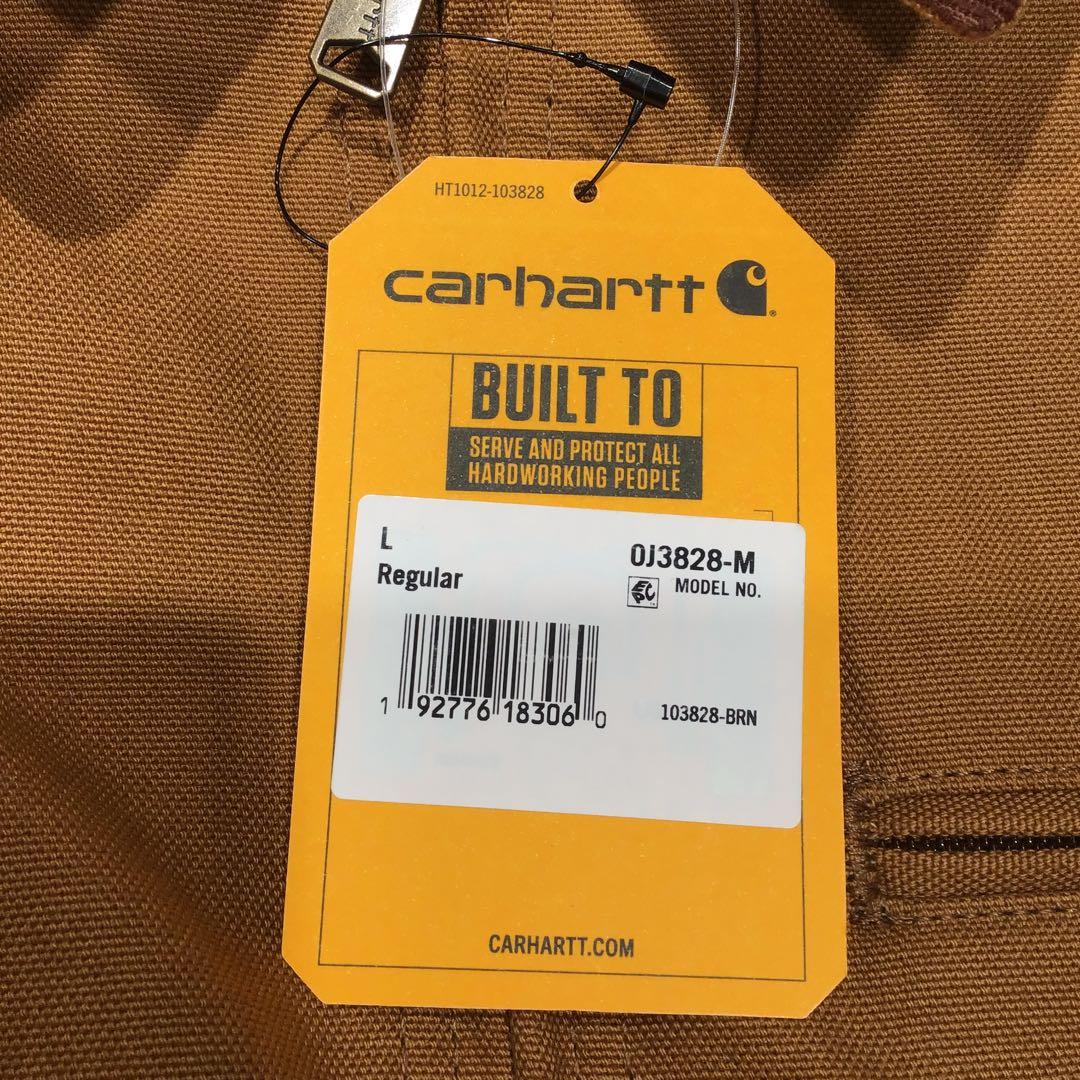 HT1012-103828
carhartt
BUILT TO
SERVE AND PROTECT ALL
HARDWORKING PEOPLE
L
Regular
0J3828-M
MODEL NO.
1 92776 18306 0
103828-BRN
CARHARTT.COM